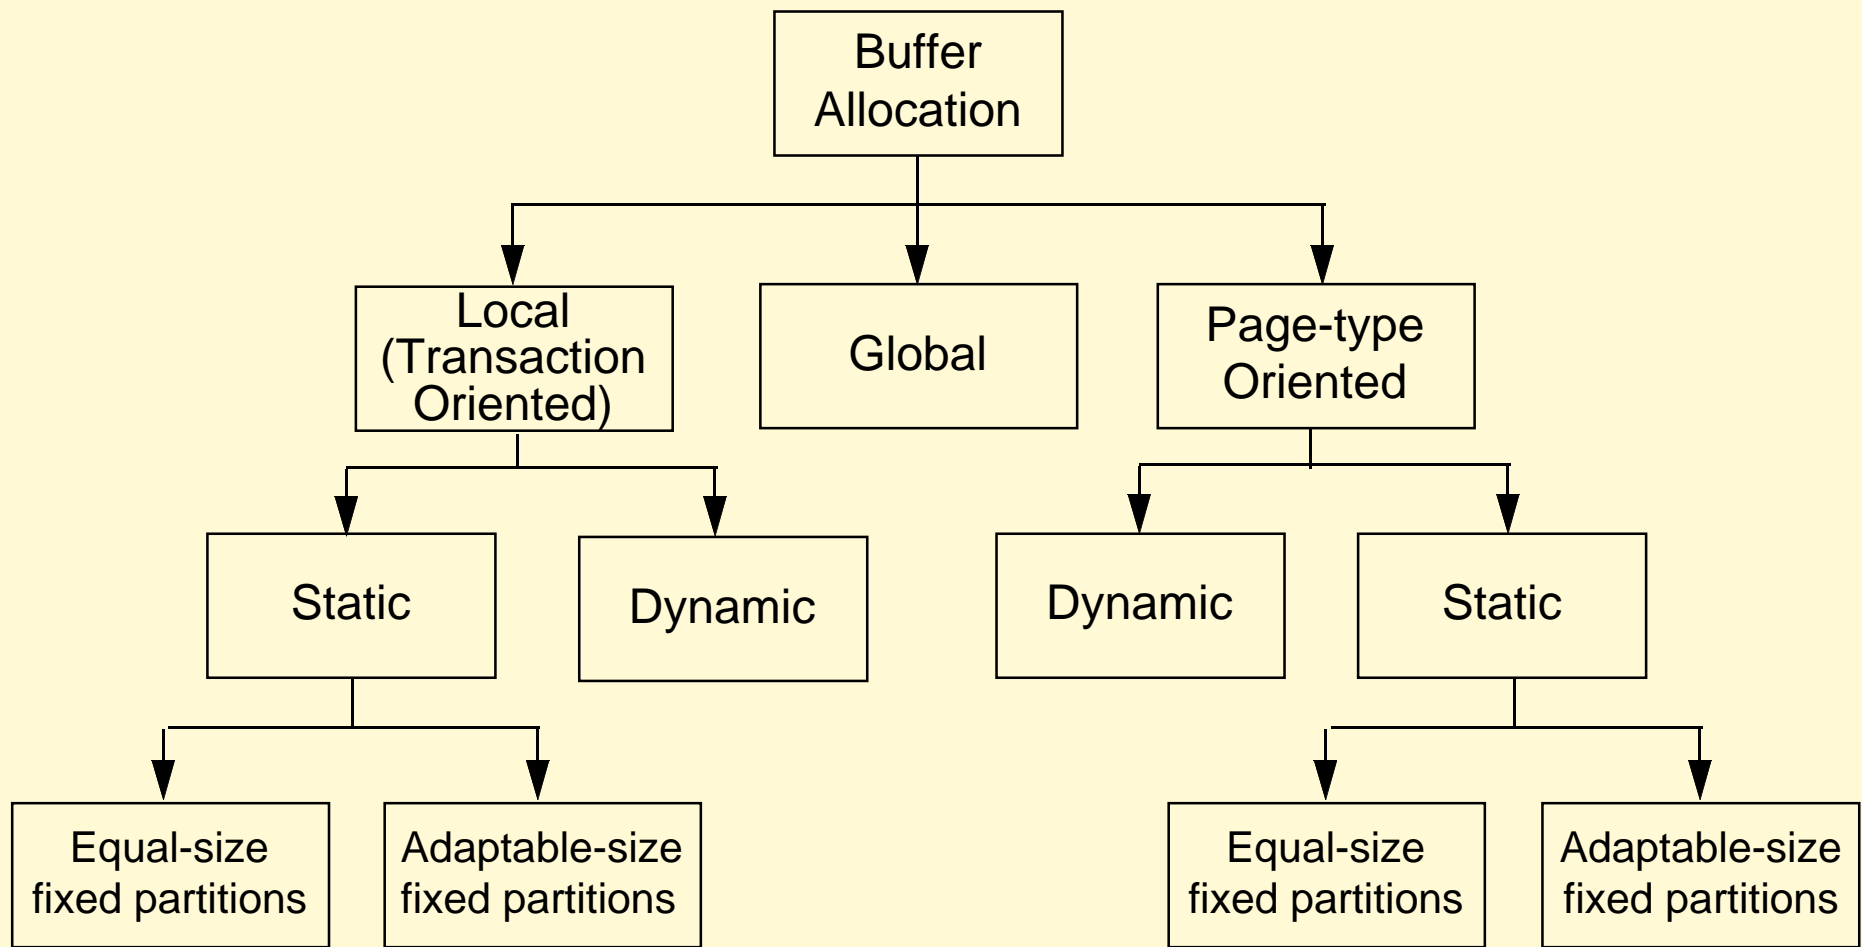 Buffer
Allocation
Local
(Transaction
Oriented)
Global
Page-type
Oriented
Static
Dynamic
Dynamic
Static
Equal-size
fixed partitions
Adaptable-size
fixed partitions
Equal-size
fixed partitions
Adaptable-size
fixed partitions